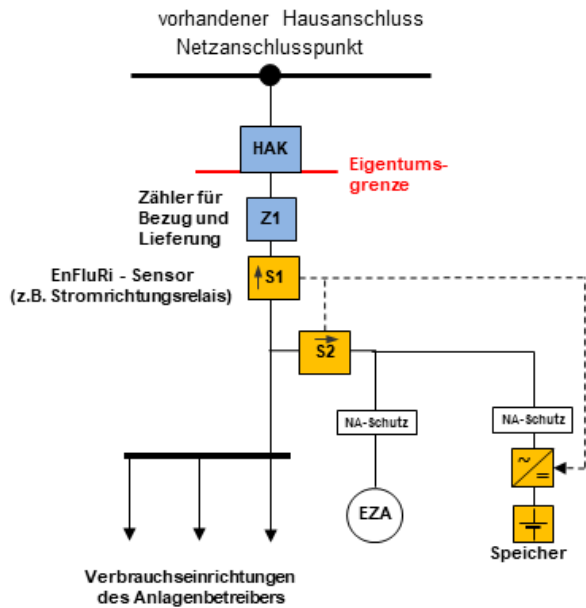 vorhandener Hausanschluss
Netzanschlusspunkt
HAK
Eigentums-
grenze
Zähler für
Bezug und
Lieferung
Z1
EnFluRi - Sensor
(z.B. Stromrichtungsrelais)
S1
S2
NA-Schutz
NA-Schutz
~
=
EZA
Speicher
Verbrauchseinrichtungen
des Anlagenbetreibers